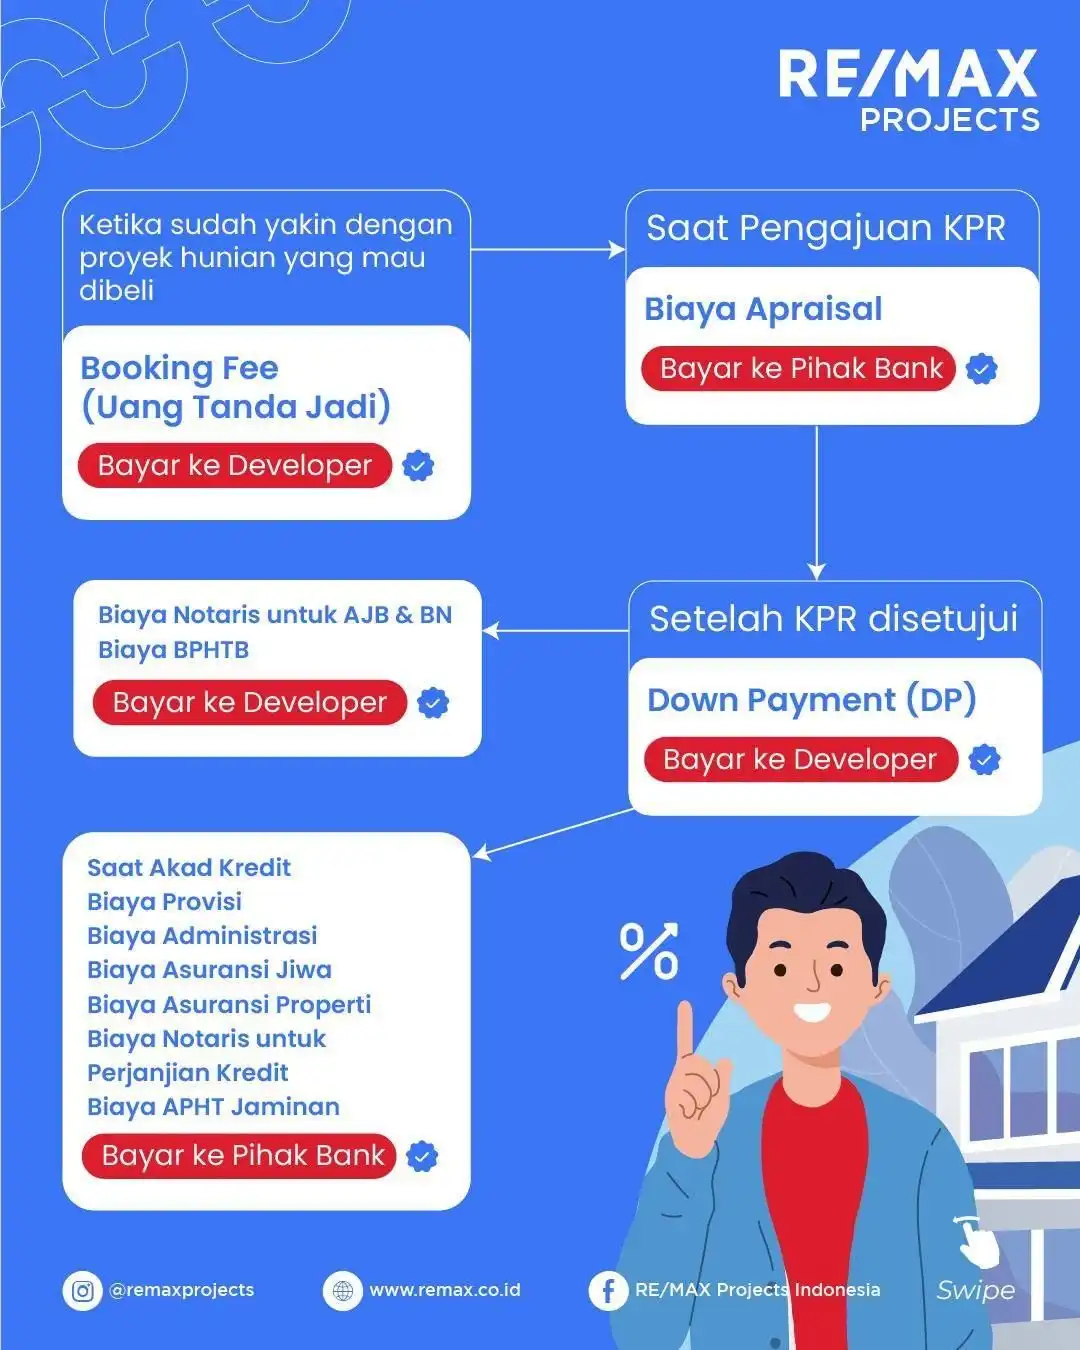 RE/MAX
PROJECTS
Ketika sudah yakin dengan
proyek hunian yang mau
dibeli
Booking Fee
(Uang Tanda Jadi)
Bayar ke Developer
Saat Pengajuan KPR
Biaya Apraisal
Bayar ke Pihak Bank
Setelah KPR disetujui
Down Payment (DP)
Bayar ke Developer
Biaya Notaris untuk AJB & BN
Biaya BPHTB
Bayar ke Developer
Saat Akad Kredit
Biaya Provisi
Biaya Administrasi
Biaya Asuransi Jiwa
Biaya Asuransi Properti
Biaya Notaris untuk
Perjanjian Kredit
Biaya APHT Jaminan
Bayar ke Pihak Bank
%
@remaxprojects
www.remax.co.id
RE/MAX Projects Indonesia
Swipe